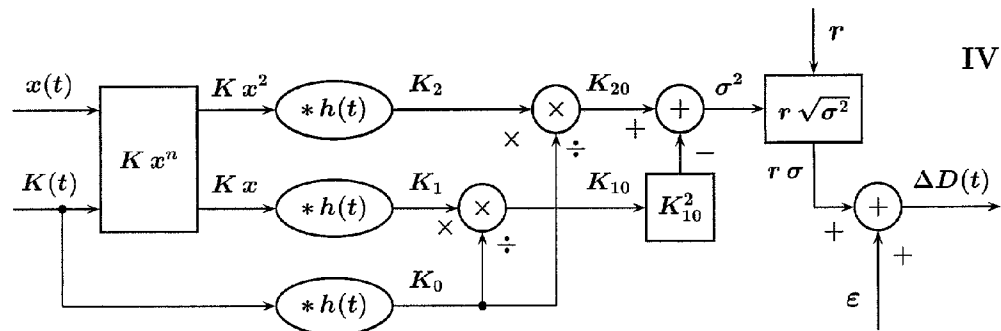 r
IV
x(t)
K x²
* h(t)
K₂
×
×
K₂₀
÷
+
+
σ²
−
r √σ²
K xⁿ
K(t)
K x
* h(t)
K₁
×
×
÷
K₁₀
K₁₀²
r σ
+
+
ΔD(t)
+
* h(t)
K₀
ε